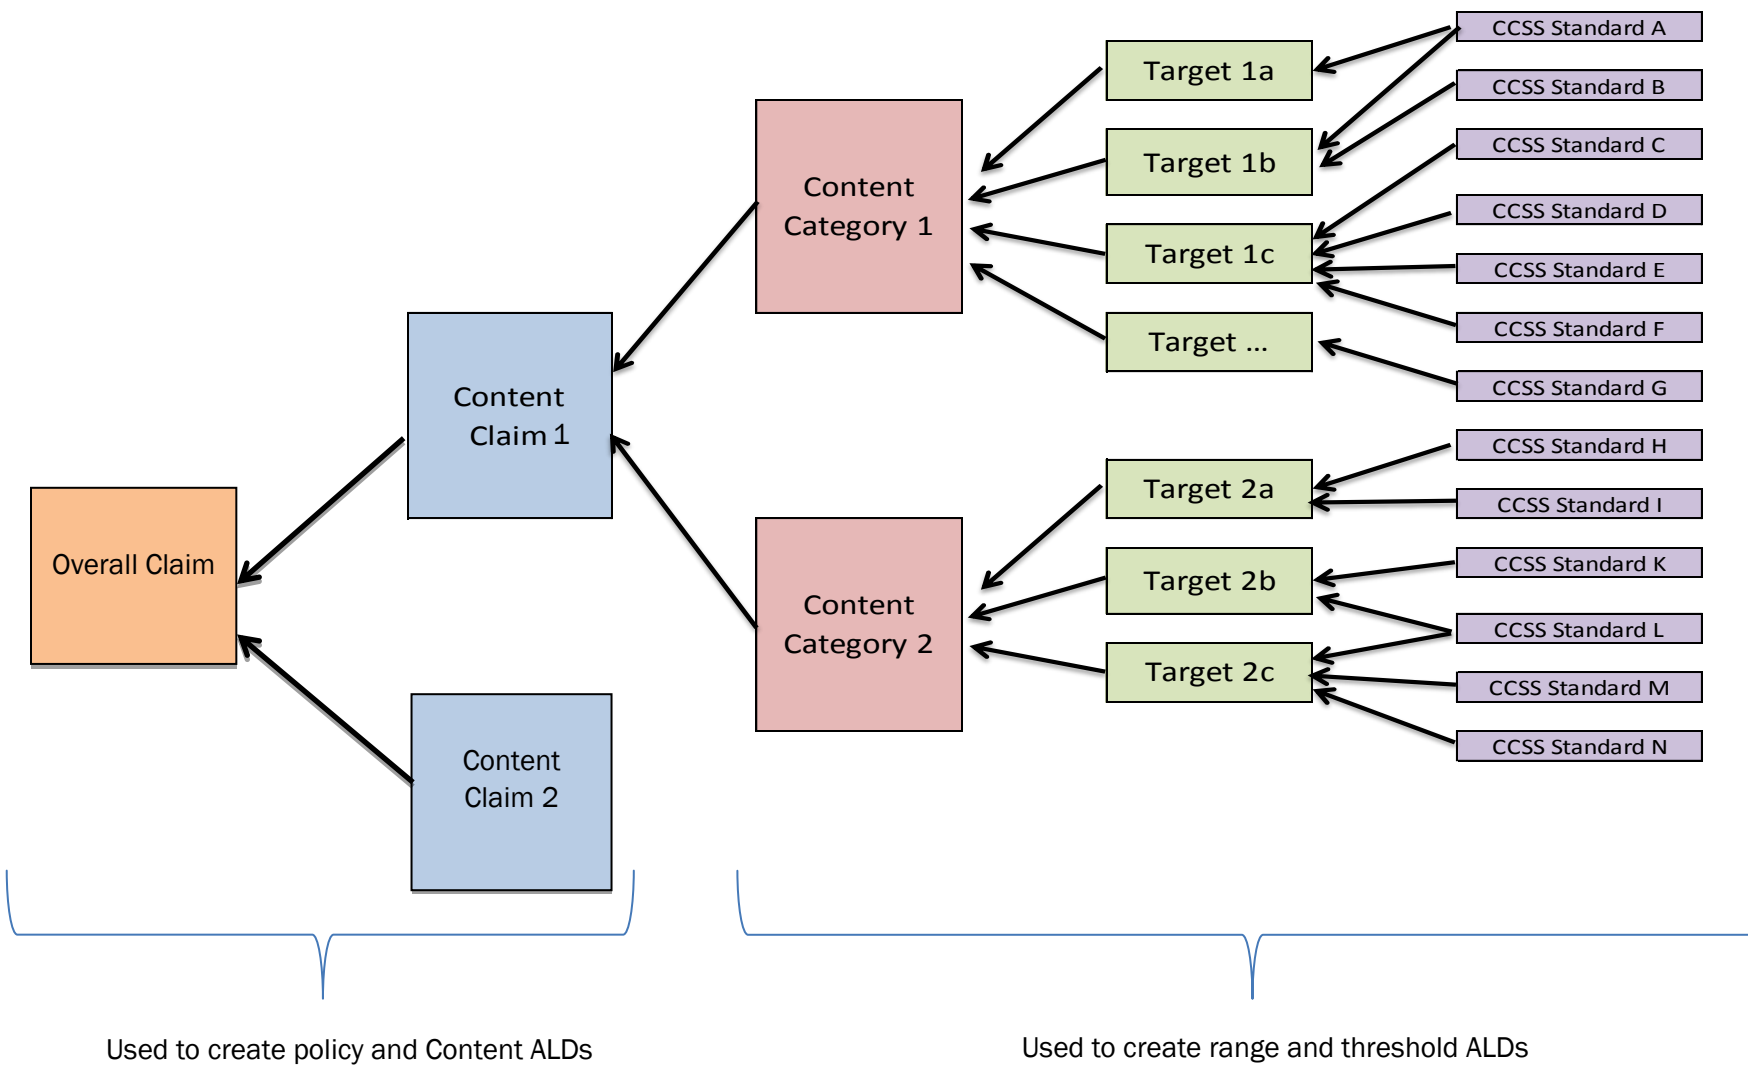 Overall Claim
Content
Claim 1
Content
Claim 2
Content
Category 1
Content
Category 2
Target 1a
Target 1b
Target 1c
Target ...
Target 2a
Target 2b
Target 2c
CCSS Standard A
CCSS Standard B
CCSS Standard C
CCSS Standard D
CCSS Standard E
CCSS Standard F
CCSS Standard G
CCSS Standard H
CCSS Standard I
CCSS Standard K
CCSS Standard L
CCSS Standard M
CCSS Standard N
Used to create policy and Content ALDs
Used to create range and threshold ALDs